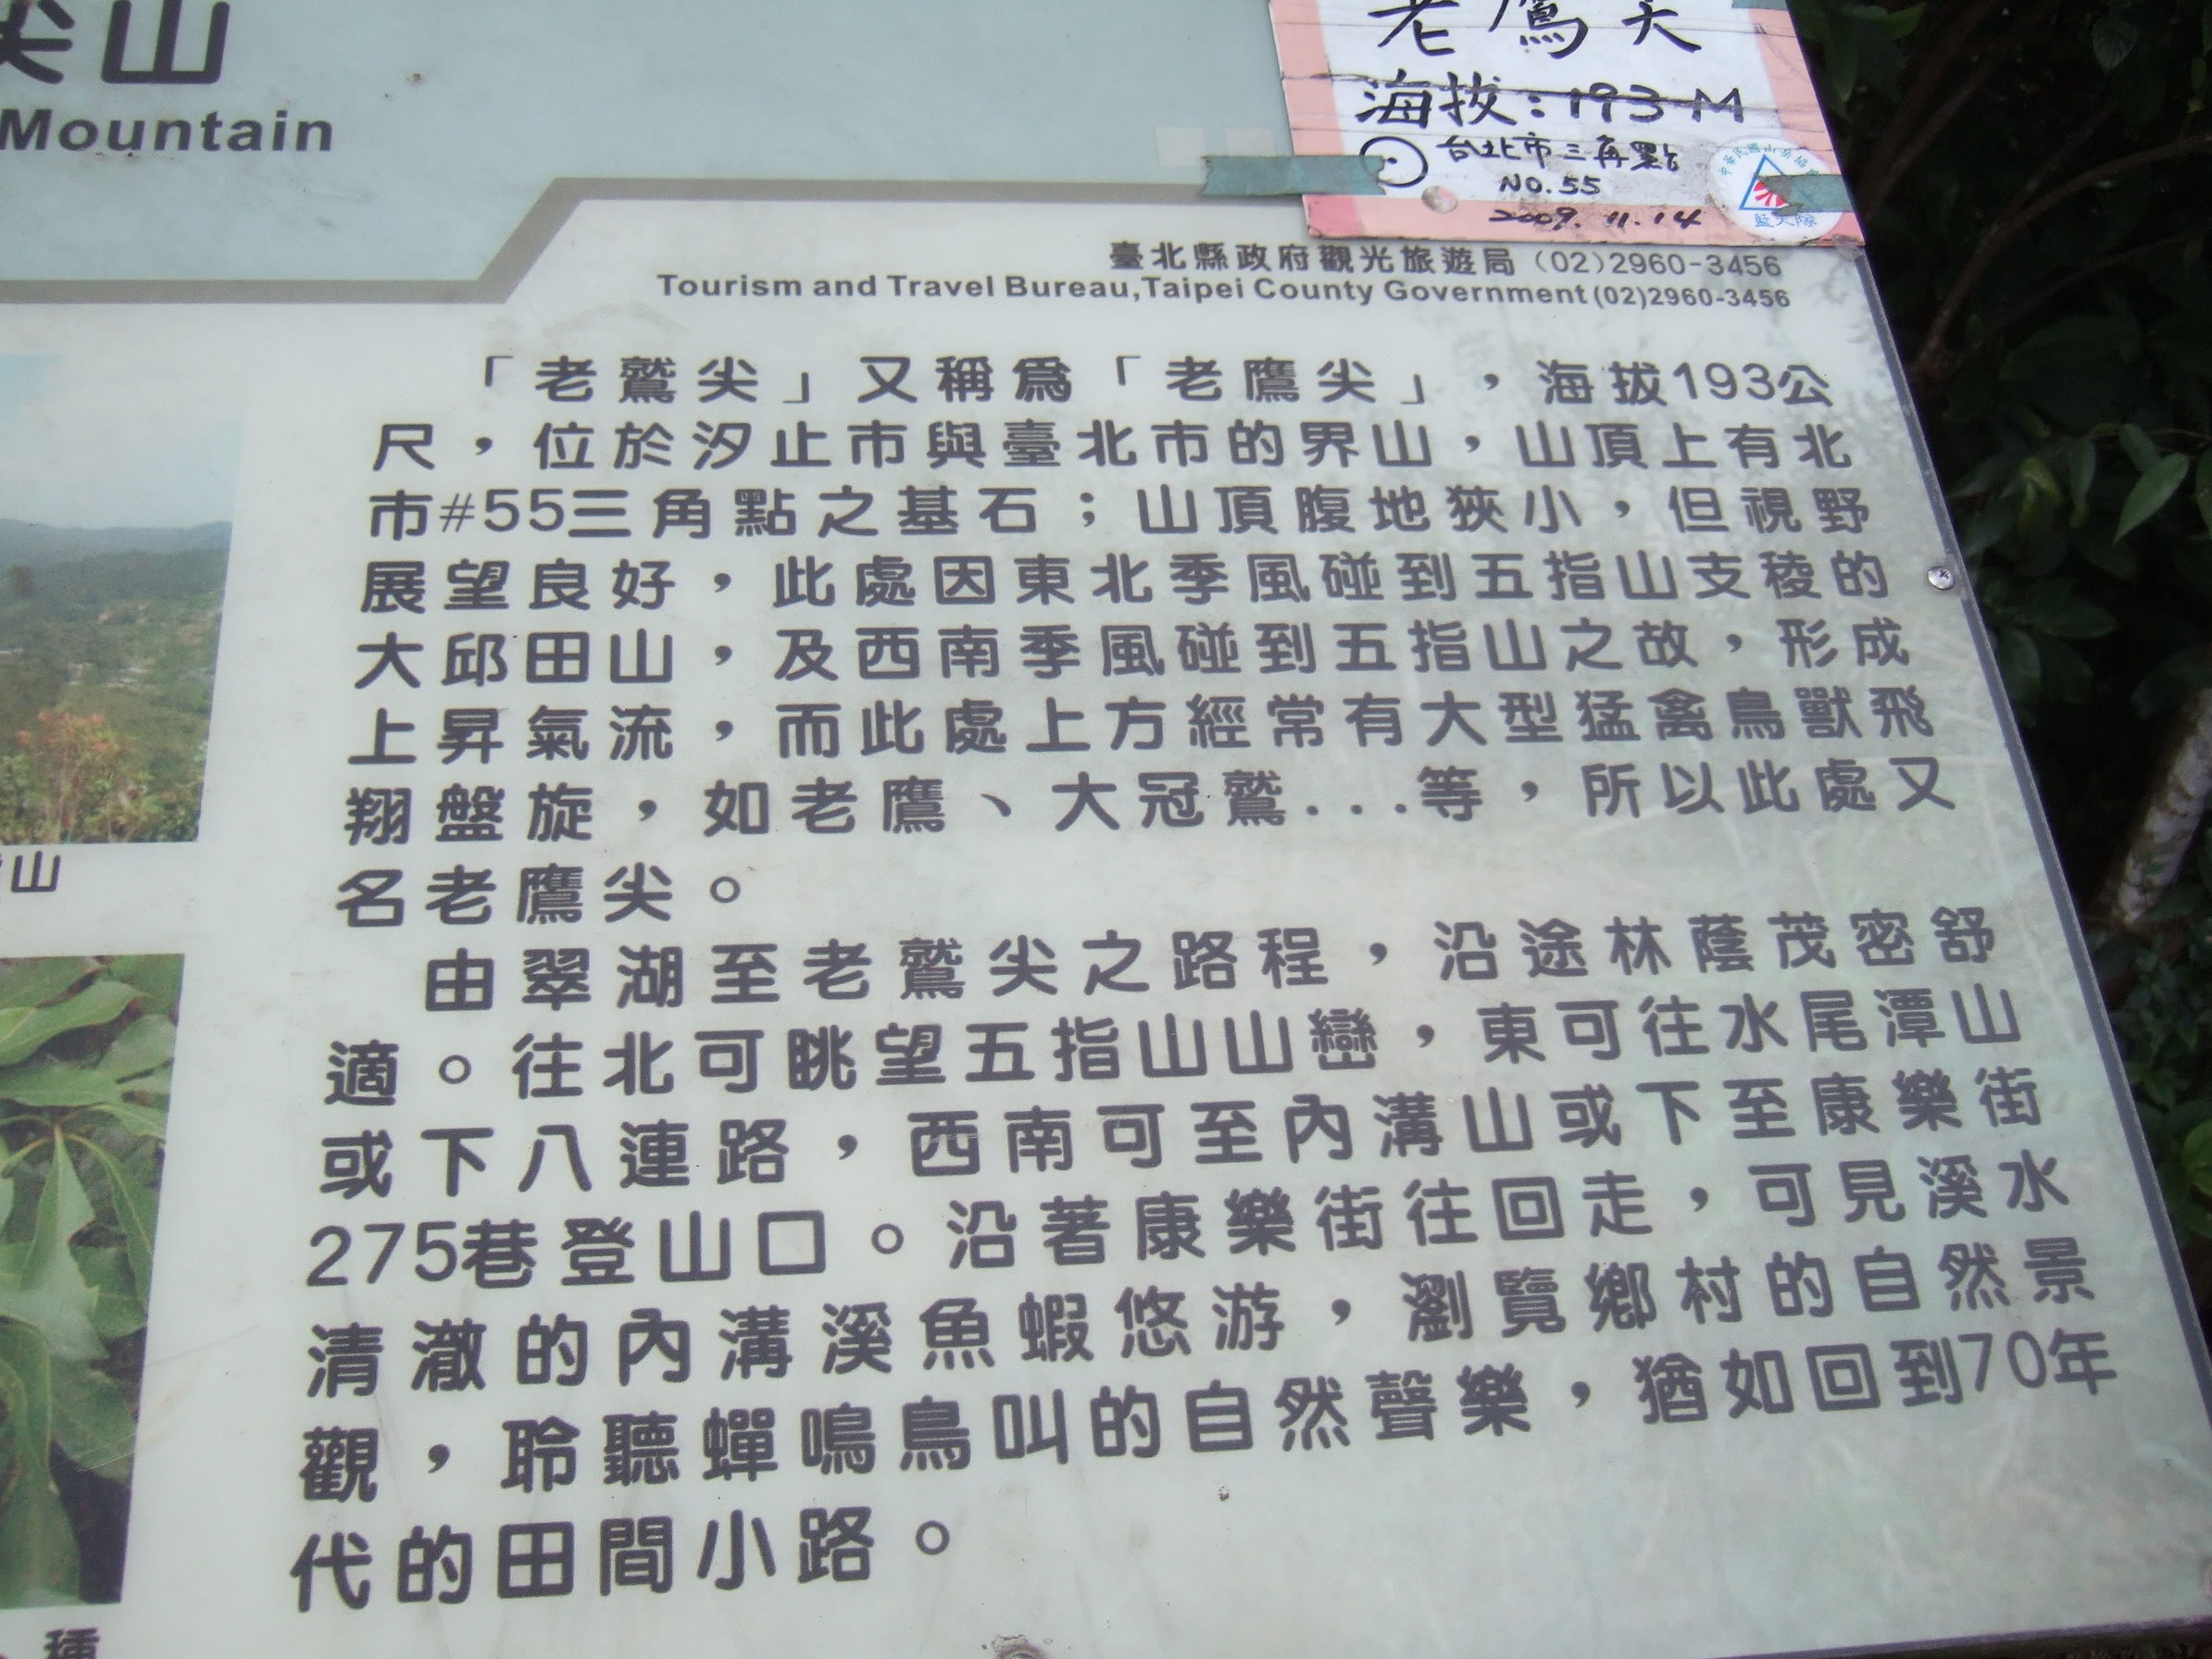 尖山
Mountain
老鷹尖
海拔:193M
台北市三角點
NO.55
2009.11.14
臺北縣政府觀光旅遊局 (02)2960-3456
Tourism and Travel Bureau,Taipei County Government(02)2960-3456
「老鷲尖」又稱為「老鷹尖」，海拔193公
尺，位於汐止市與臺北市的界山，山頂上有北
市#55三角點之基石；山頂腹地狹小，但視野
展望良好，此處因東北季風碰到五指山支稜的
大邱田山，及西南季風碰到五指山之故，形成
上昇氣流，而此處上方經常有大型猛禽鳥獸飛
翔盤旋，如老鷹、大冠鷲...等，所以此處又
名老鷹尖。
由翠湖至老鷲尖之路程，沿途林蔭茂密舒
適。往北可眺望五指山山巒，東可往水尾潭山
或下八連路，西南可至內溝山或下至康樂街
275巷登山口。沿著康樂街往回走，可見溪水
清澈的內溝溪魚蝦悠游，瀏覽鄉村的自然景
觀，聆聽蟬鳴鳥叫的自然聲樂，猶如回到70年
代的田間小路。
山
種